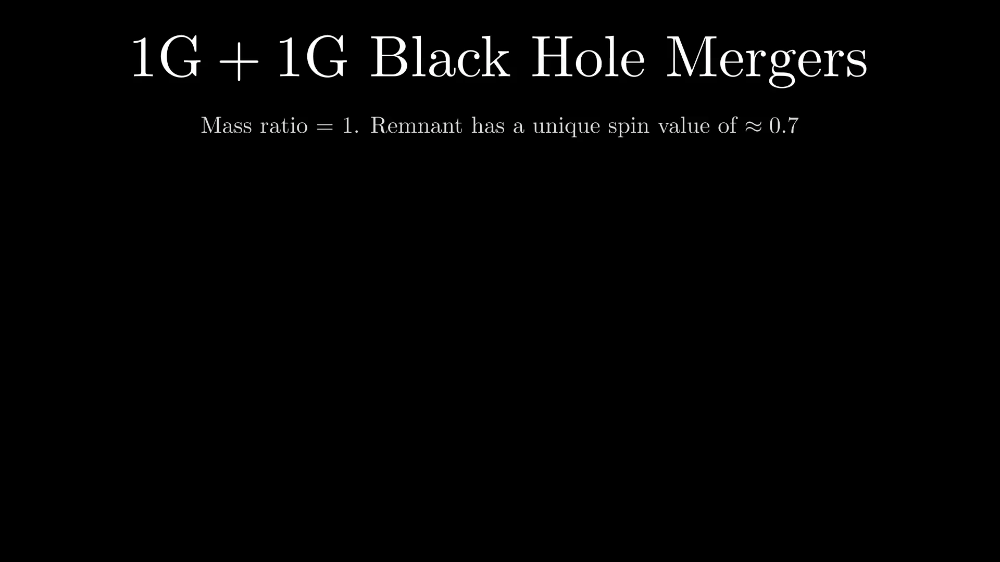 1G + 1G Black Hole Mergers
Mass ratio = 1. Remnant has a unique spin value of ≈ 0.7